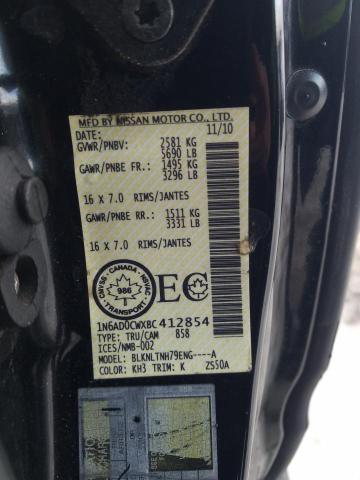 MFD BY NISSAN MOTOR CO., LTD.
DATE: 11/10
GVWR/PNBV: 2581 KG
5690 LB
GAWR/PNBE FR.: 1495 KG
3296 LB
16 X 7.0 RIMS/JANTES
GAWR/PNBE RR.: 1511 KG
3331 LB
16 X 7.0 RIMS/JANTES
CMVSS • CANADA • NSVAC
986
TRANSPORT
EC
1N6AD0CWXBC412854
TYPE: TRU/CAM 858
ICES/NMB-002
MODEL: BLKNLTNH79ENG----A
COLOR: KH3 TRIM: K ZS50A